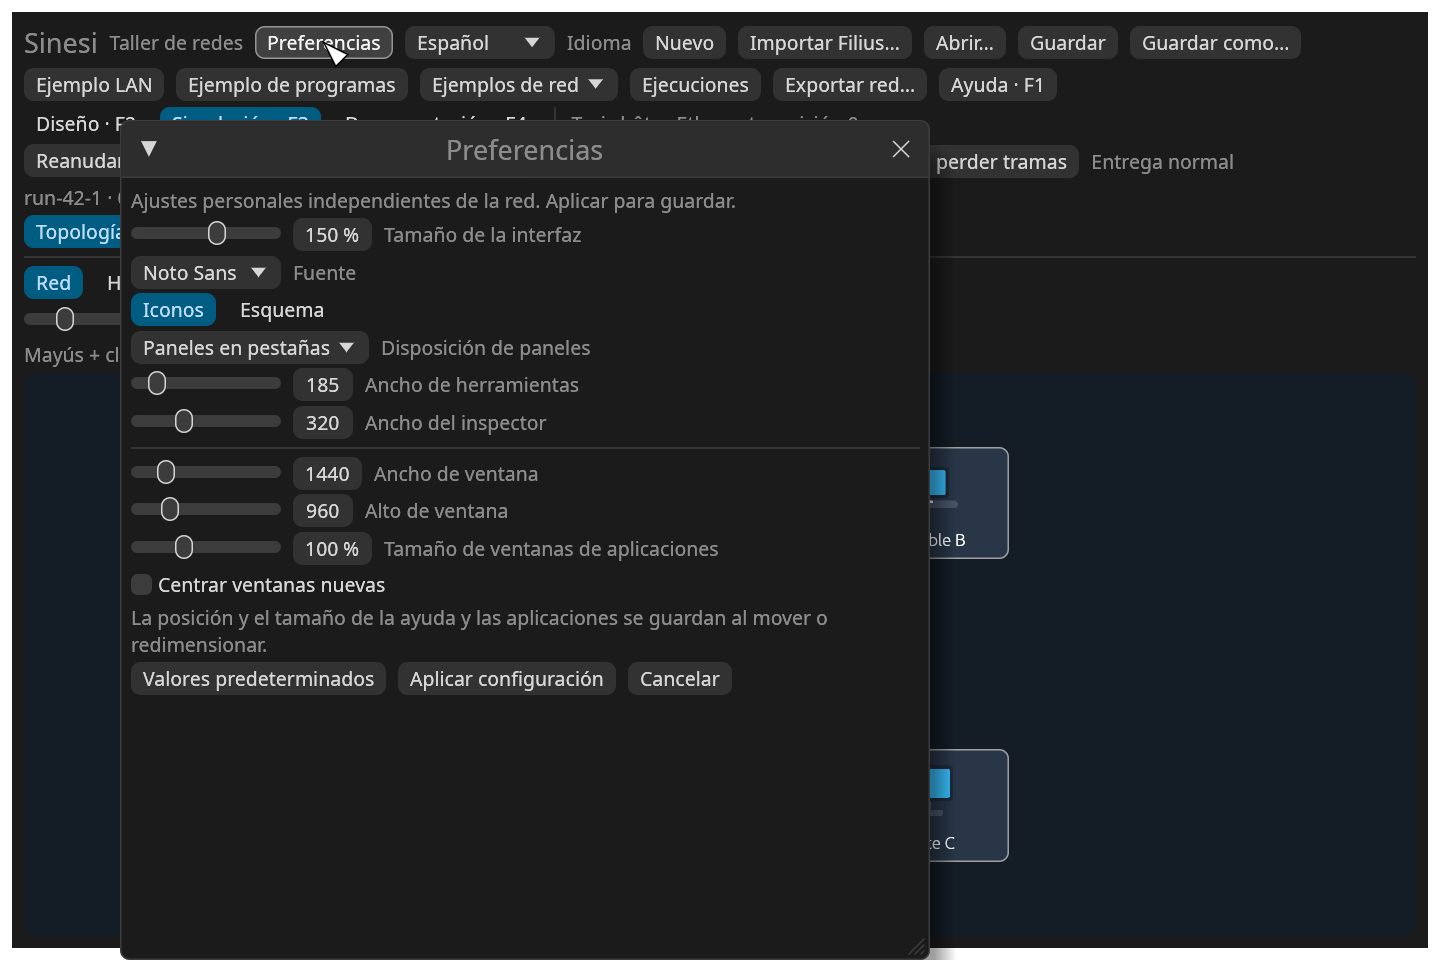 Sinesi Taller de redes Preferencias Español Idioma Nuevo Importar Filius... Abrir... Guardar Guardar como...
Ejemplo LAN Ejemplo de programas Ejemplos de red Ejecuciones Exportar red... Ayuda · F1
Diseño ·
Reanudar perder tramas Entrega normal
run-42-1 ·
Topología
Red
Mayús +
Preferencias
Ajustes personales independientes de la red. Aplicar para guardar.
150 % Tamaño de la interfaz
Noto Sans Fuente
Iconos Esquema
Paneles en pestañas Disposición de paneles
185 Ancho de herramientas
320 Ancho del inspector
1440 Ancho de ventana
960 Alto de ventana
100 % Tamaño de ventanas de aplicaciones
Centrar ventanas nuevas
La posición y el tamaño de la ayuda y las aplicaciones se guardan al mover o
redimensionar.
Valores predeterminados Aplicar configuración Cancelar
B
C